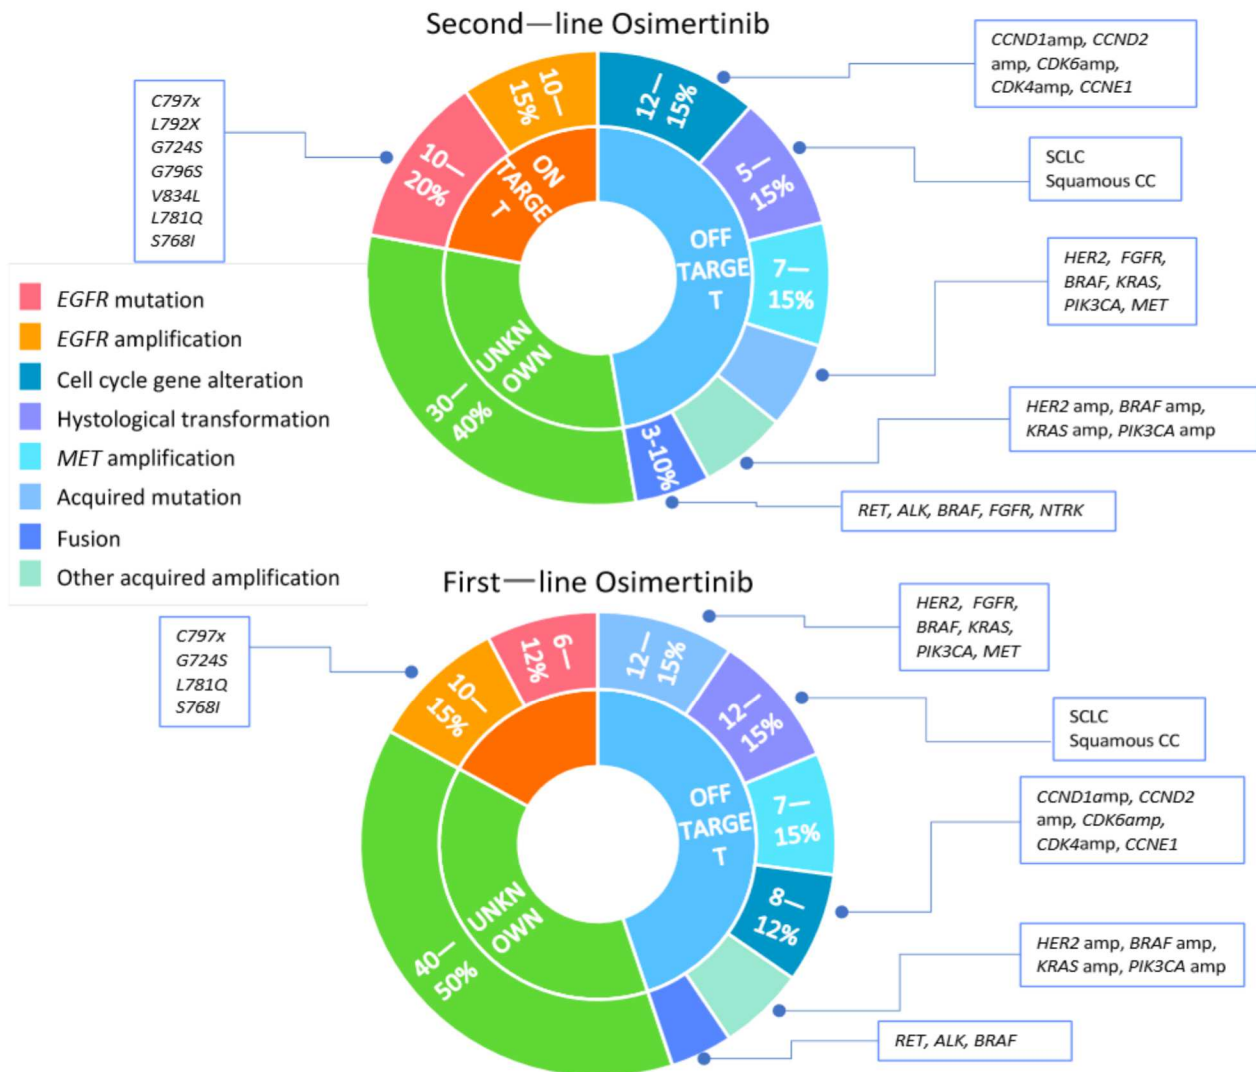 Second—line Osimertinib
C797x
L792X
G724S
G796S
V834L
L781Q
S768I
10—
20%
10—
15%
ON
TARGE
T
12—
15%
CCND1amp, CCND2
amp, CDK6amp,
CDK4amp, CCNE1
5—
15%
SCLC
Squamous CC
OFF
TARGE
T
7—
15%
HER2, FGFR,
BRAF, KRAS,
PIK3CA, MET
HER2 amp, BRAF amp,
KRAS amp, PIK3CA amp
3-10%
RET, ALK, BRAF, FGFR, NTRK
UNKN
OWN
30—
40%
EGFR mutation
EGFR amplification
Cell cycle gene alteration
Hystological transformation
MET amplification
Acquired mutation
Fusion
Other acquired amplification
First—line Osimertinib
C797x
G724S
L781Q
S768I
10—
15%
6—
12%
12—
15%
HER2, FGFR,
BRAF, KRAS,
PIK3CA, MET
12—
15%
SCLC
Squamous CC
OFF
TARGE
T
7—
15%
CCND1amp, CCND2
amp, CDK6amp,
CDK4amp, CCNE1
8—
12%
HER2 amp, BRAF amp,
KRAS amp, PIK3CA amp
RET, ALK, BRAF
UNKN
OWN
40—
50%